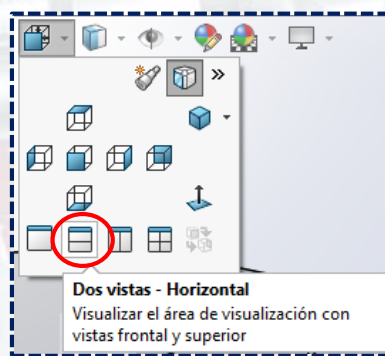 »
Dos vistas - Horizontal
Visualizar el área de visualización con
vistas frontal y superior